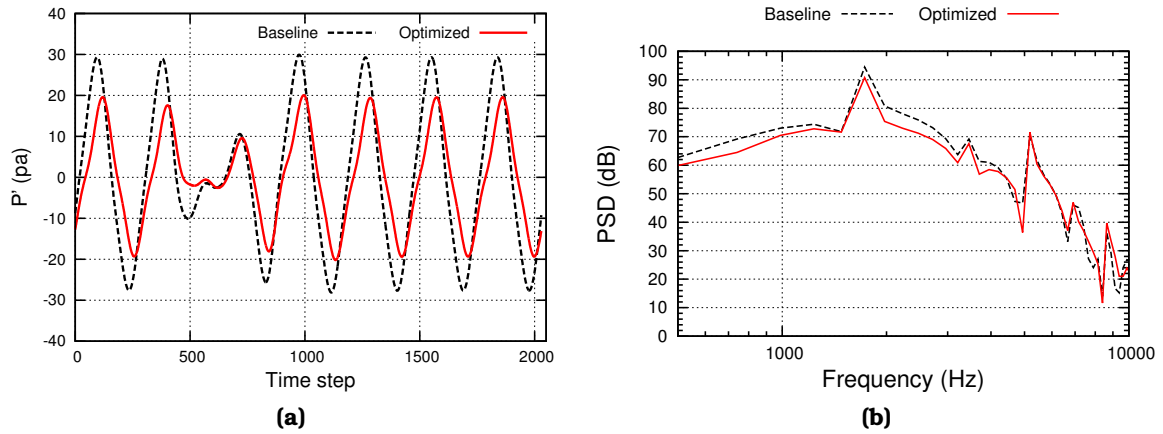 Baseline Optimized
40
30
20
10
0
-10
-20
-30
-40
P' (pa)
0 500 1000 1500 2000
Time step
(a)
Baseline Optimized
100
90
80
70
60
50
40
30
20
10
0
PSD (dB)
1000 10000
Frequency (Hz)
(b)